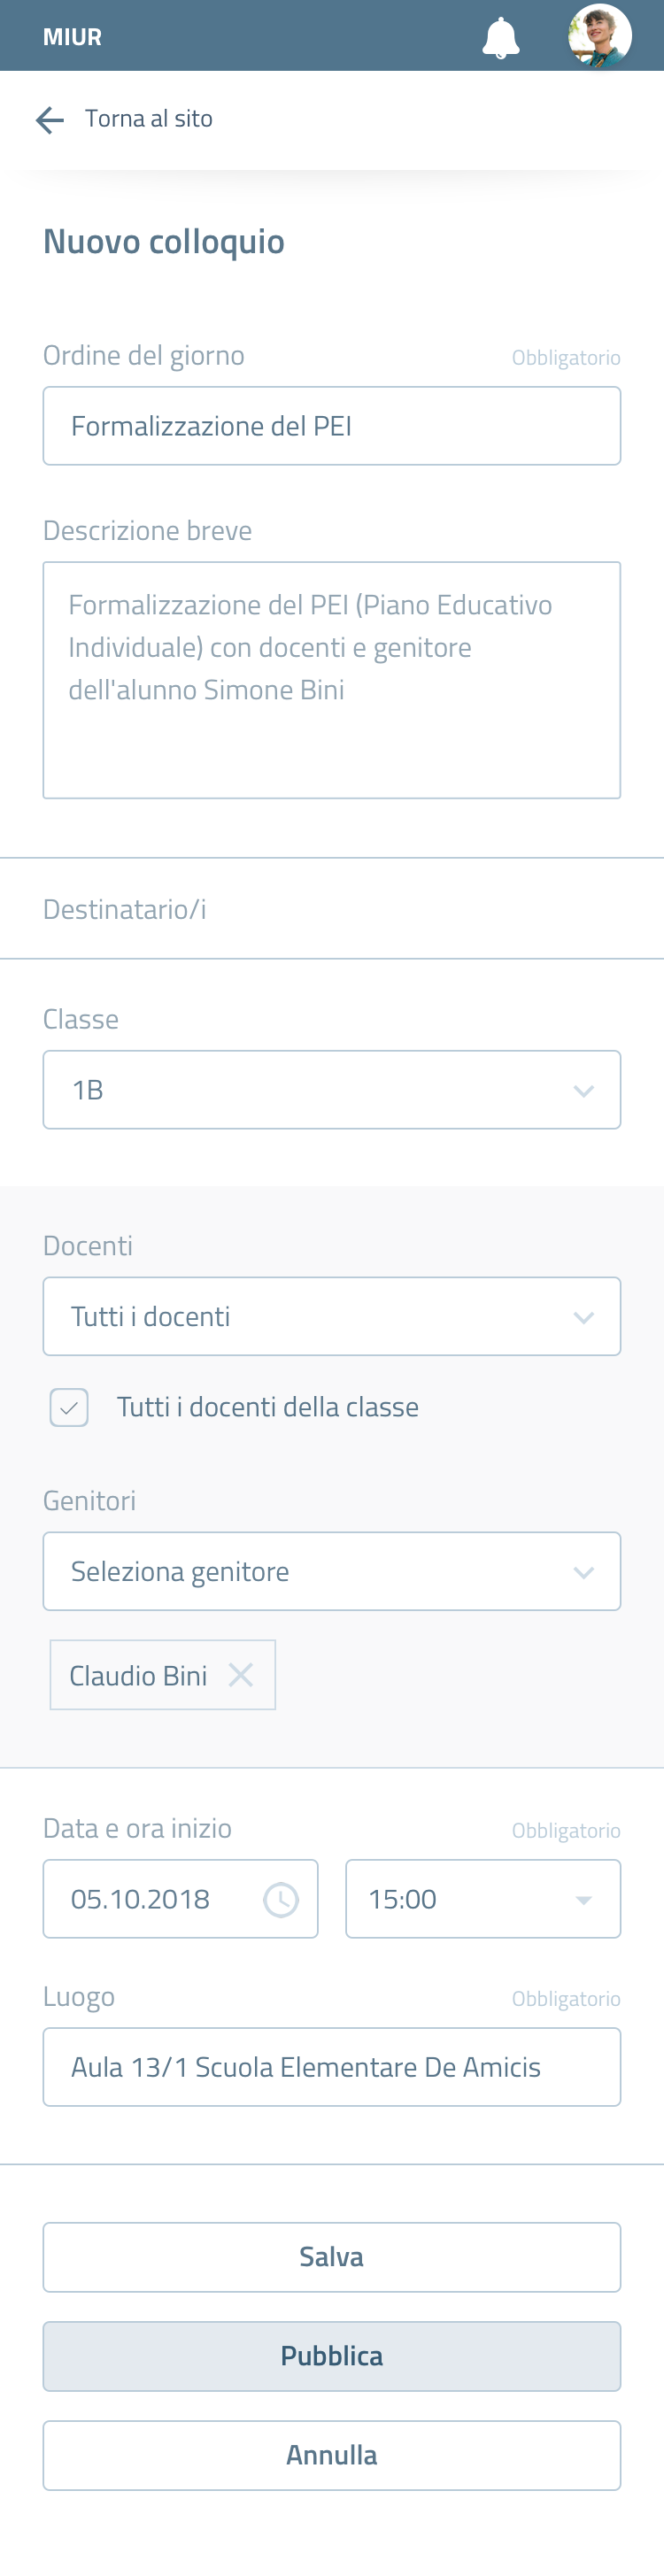 MIUR
Torna al sito
Nuovo colloquio
Ordine del giorno Obbligatorio
Formalizzazione del PEI
Descrizione breve
Formalizzazione del PEI (Piano Educativo
Individuale) con docenti e genitore
dell'alunno Simone Bini
Destinatario/i
Classe
1B
Docenti
Tutti i docenti
Tutti i docenti della classe
Genitori
Seleziona genitore
Claudio Bini
Data e ora inizio Obbligatorio
05.10.2018 15:00
Luogo Obbligatorio
Aula 13/1 Scuola Elementare De Amicis
Salva
Pubblica
Annulla